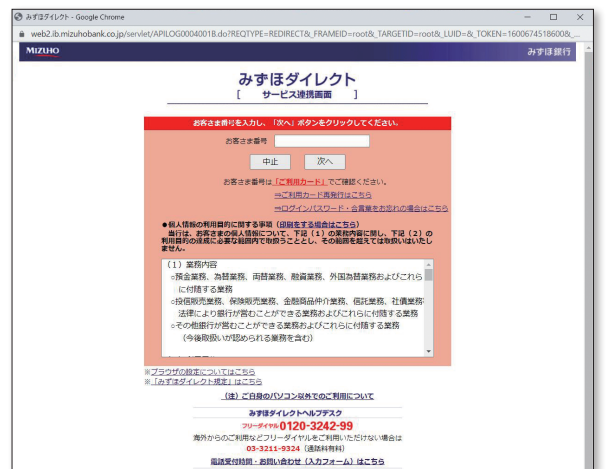 みずほダイレクト - Google Chrome
web2.ib.mizuhobank.co.jp/servlet/APILOG0004001B.do?REQTYPE=REDIRECT&_FRAMEID=root&_TARGETID=root&_LUID=&_TOKEN=1600674518600&_...
MIZUHO
みずほ銀行
みずほダイレクト
[ サービス連携画面 ]
お客さま番号を入力し、「次へ」ボタンをクリックしてください。
お客さま番号
中止 次へ
お客さま番号は「ご利用カード」でご確認ください。
⇒ご利用カード再発行はこちら
⇒ログインパスワード・合言葉をお忘れの場合はこちら
●個人情報の利用目的に関する事項（印刷をする場合はこちら）
当行は、お客さまの個人情報について、下記（１）の業務内容に関し、下記（２）の
利用目的の達成に必要な範囲内で取扱うこととし、その範囲を超えては取扱いはいたし
ません。
（１）業務内容
○預金業務、為替業務、両替業務、融資業務、外国為替業務およびこれら
に付随する業務
○投信販売業務、保険販売業務、金融商品仲介業務、信託業務、社債業務
法律により銀行が営むことができる業務およびこれらに付随する業務
○その他銀行が営むことができる業務およびこれらに付随する業務
（今後取扱いが認められる業務を含む）
※ブラウザの設定についてはこちら
※「みずほダイレクト規定」はこちら
（注）ご自身のパソコン以外でのご利用について
みずほダイレクトヘルプデスク
フリーダイヤル 0120-3242-99
海外からのご利用などフリーダイヤルをご利用いただけない場合は
03-3211-9324（通話料有料）
電話受付時間・お問い合わせ（入力フォーム）はこちら